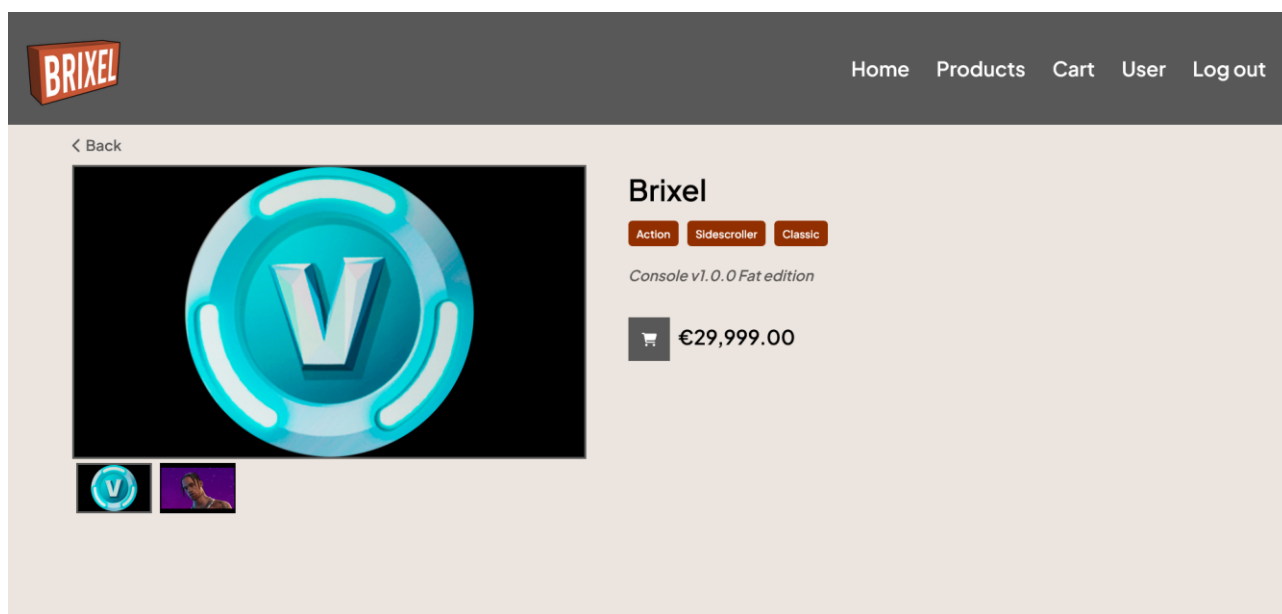 BRIXEL
Home Products Cart User Log out
< Back
V
Brixel
Action Sidescroller Classic
Console v1.0.0 Fat edition
€29,999.00
V